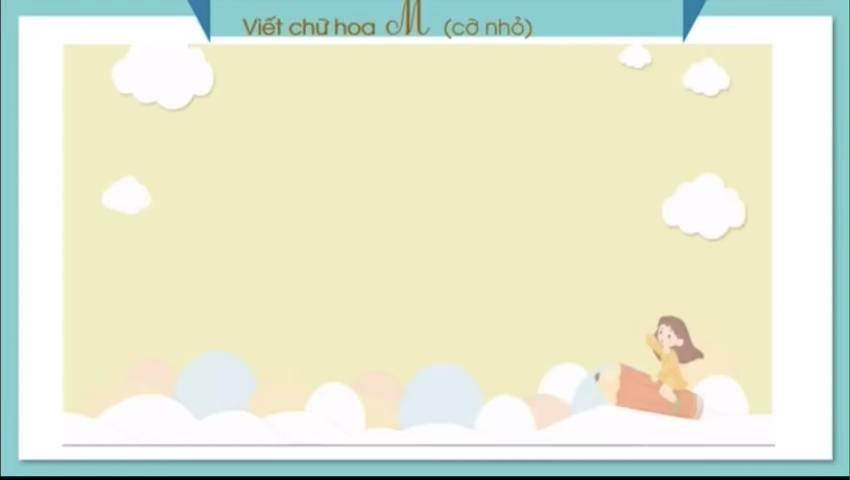 Viết chữ hoa M (cỡ nhỏ)